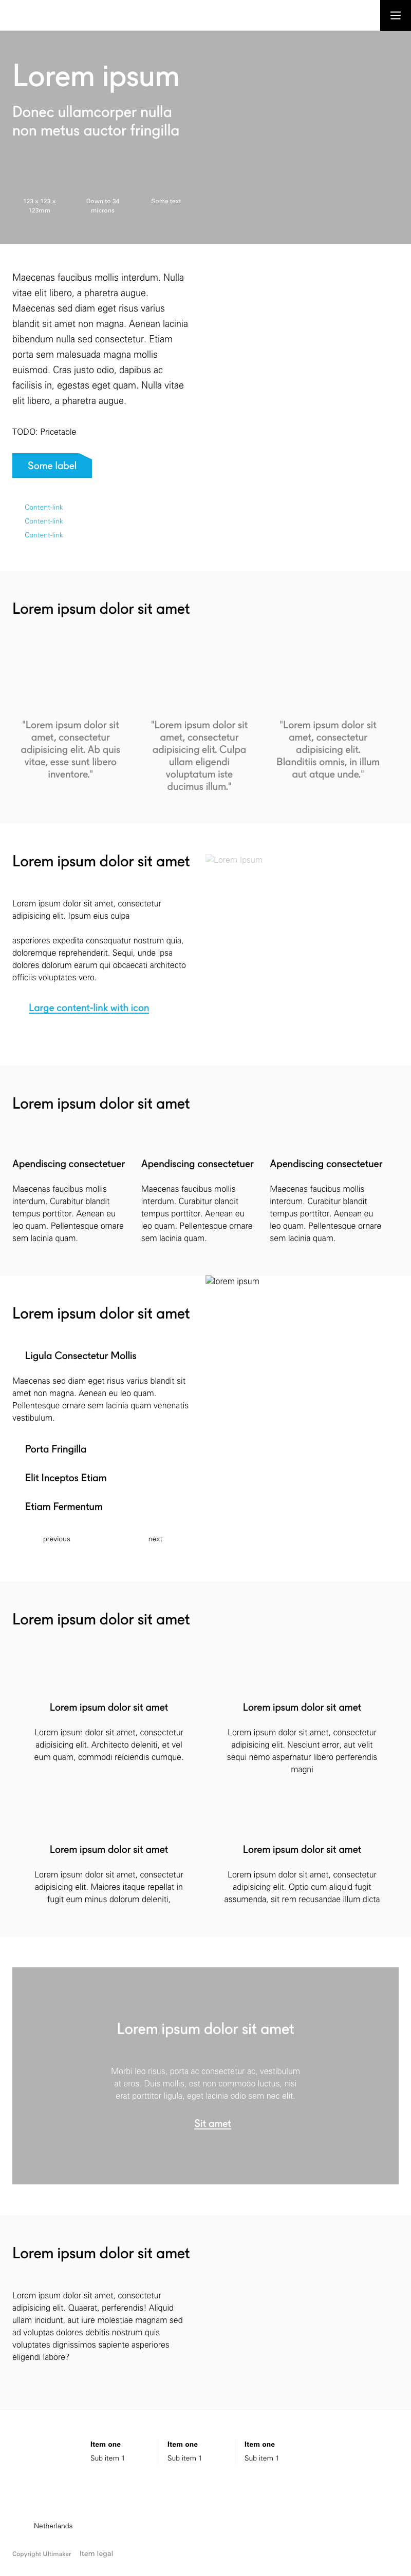 Lorem ipsum
Donec ullamcorper nulla
non metus auctor fringilla
123 x 123 x
123mm
Down to 34
microns
Some text
Maecenas faucibus mollis interdum. Nulla
vitae elit libero, a pharetra augue.
Maecenas sed diam eget risus varius
blandit sit amet non magna. Aenean lacinia
bibendum nulla sed consectetur. Etiam
porta sem malesuada magna mollis
euismod. Cras justo odio, dapibus ac
facilisis in, egestas eget quam. Nulla vitae
elit libero, a pharetra augue.
TODO: Pricetable
Some label
Content-link
Content-link
Content-link
Lorem ipsum dolor sit amet
"Lorem ipsum dolor sit
amet, consectetur
adipisicing elit. Ab quis
vitae, esse sunt libero
inventore."
"Lorem ipsum dolor sit
amet, consectetur
adipisicing elit. Culpa
ullam eligendi
voluptatum iste
ducimus illum."
"Lorem ipsum dolor sit
amet, consectetur
adipisicing elit.
Blanditiis omnis, in illum
aut atque unde."
Lorem ipsum dolor sit amet
Lorem Ipsum
Lorem ipsum dolor sit amet, consectetur
adipisicing elit. Ipsum eius culpa
asperiores expedita consequatur nostrum quia,
doloremque reprehenderit. Sequi, unde ipsa
dolores dolorum earum qui obcaecati architecto
officiis voluptates vero.
Large content-link with icon
Lorem ipsum dolor sit amet
Apendiscing consectetuer
Maecenas faucibus mollis
interdum. Curabitur blandit
tempus porttitor. Aenean eu
leo quam. Pellentesque ornare
sem lacinia quam.
Apendiscing consectetuer
Maecenas faucibus mollis
interdum. Curabitur blandit
tempus porttitor. Aenean eu
leo quam. Pellentesque ornare
sem lacinia quam.
Apendiscing consectetuer
Maecenas faucibus mollis
interdum. Curabitur blandit
tempus porttitor. Aenean eu
leo quam. Pellentesque ornare
sem lacinia quam.
lorem ipsum
Lorem ipsum dolor sit amet
Ligula Consectetur Mollis
Maecenas sed diam eget risus varius blandit sit
amet non magna. Aenean eu leo quam.
Pellentesque ornare sem lacinia quam venenatis
vestibulum.
Porta Fringilla
Elit Inceptos Etiam
Etiam Fermentum
previous
next
Lorem ipsum dolor sit amet
Lorem ipsum dolor sit amet
Lorem ipsum dolor sit amet, consectetur
adipisicing elit. Architecto deleniti, et vel
eum quam, commodi reiciendis cumque.
Lorem ipsum dolor sit amet
Lorem ipsum dolor sit amet, consectetur
adipisicing elit. Nesciunt error, aut velit
sequi nemo aspernatur libero perferendis
magni
Lorem ipsum dolor sit amet
Lorem ipsum dolor sit amet, consectetur
adipisicing elit. Maiores itaque repellat in
fugit eum minus dolorum deleniti,
Lorem ipsum dolor sit amet
Lorem ipsum dolor sit amet, consectetur
adipisicing elit. Optio cum aliquid fugit
assumenda, sit rem recusandae illum dicta
Lorem ipsum dolor sit amet
Morbi leo risus, porta ac consectetur ac, vestibulum
at eros. Duis mollis, est non commodo luctus, nisi
erat porttitor ligula, eget lacinia odio sem nec elit.
Sit amet
Lorem ipsum dolor sit amet
Lorem ipsum dolor sit amet, consectetur
adipisicing elit. Quaerat, perferendis! Aliquid
ullam incidunt, aut iure molestiae magnam sed
ad voluptas dolores debitis nostrum quis
voluptates dignissimos sapiente asperiores
eligendi labore?
Item one
Sub item 1
Item one
Sub item 1
Item one
Sub item 1
Netherlands
Copyright Ultimaker
Item legal